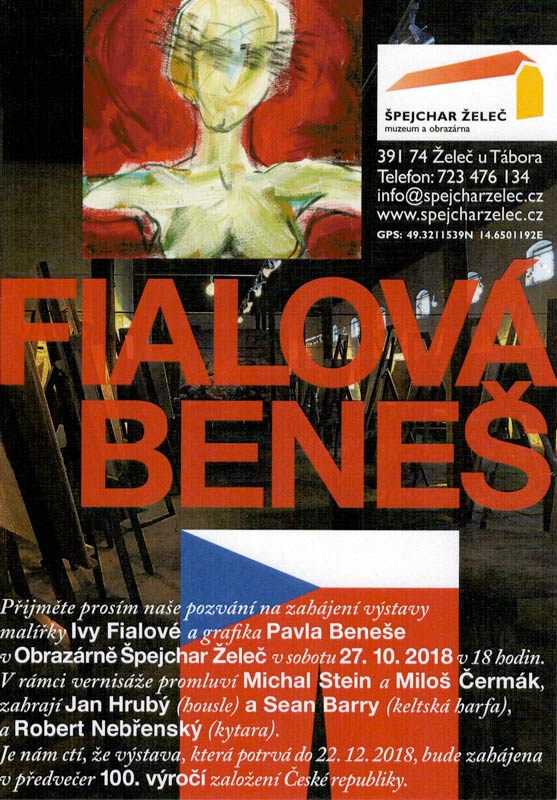 ŠPEJCHAR ŽELEČ
muzeum a obrazárna
391 74 Želeč u Tábora
Telefon: 723 476 134
info@spejcharzelec.cz
www.spejcharzelec.cz
GPS: 49.3211539N 14.6501192E
FIALOVÁ
BENEŠ
Přijměte prosím naše pozvání na zahájení výstavy
malířky Ivy Fialové a grafika Pavla Beneše
v Obrazárně Špejchar Želeč v sobotu 27. 10. 2018 v 18 hodin.
V rámci vernisáže promluví Michal Stein a Miloš Čermák,
zahrají Jan Hrubý (housle) a Sean Barry (keltská harfa),
a Robert Nebřenský (kytara).
Je nám ctí, že výstava, která potrvá do 22. 12. 2018, bude zahájena
v předvečer 100. výročí založení České republiky.